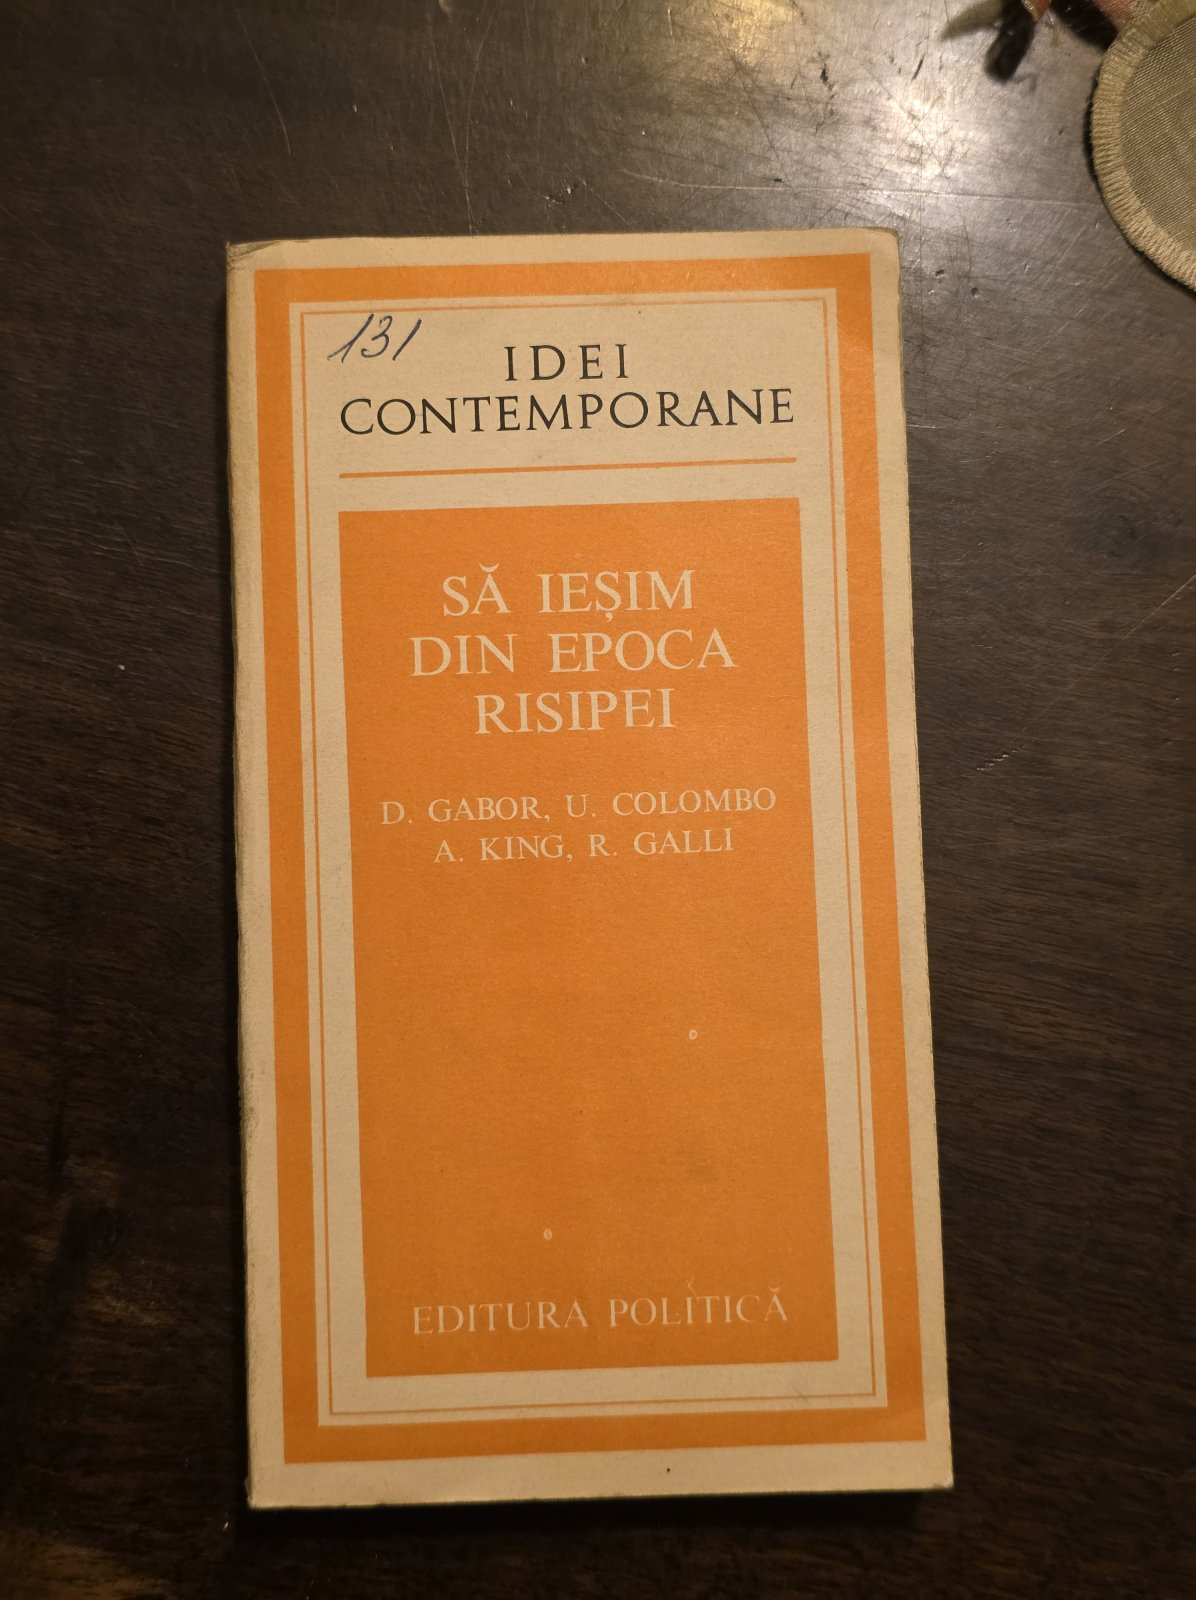 131
IDEI
CONTEMPORANE
SĂ IEȘIM
DIN EPOCA
RISIPEI
D. GABOR, U. COLOMBO
A. KING, R. GALLI
EDITURA POLITICĂ